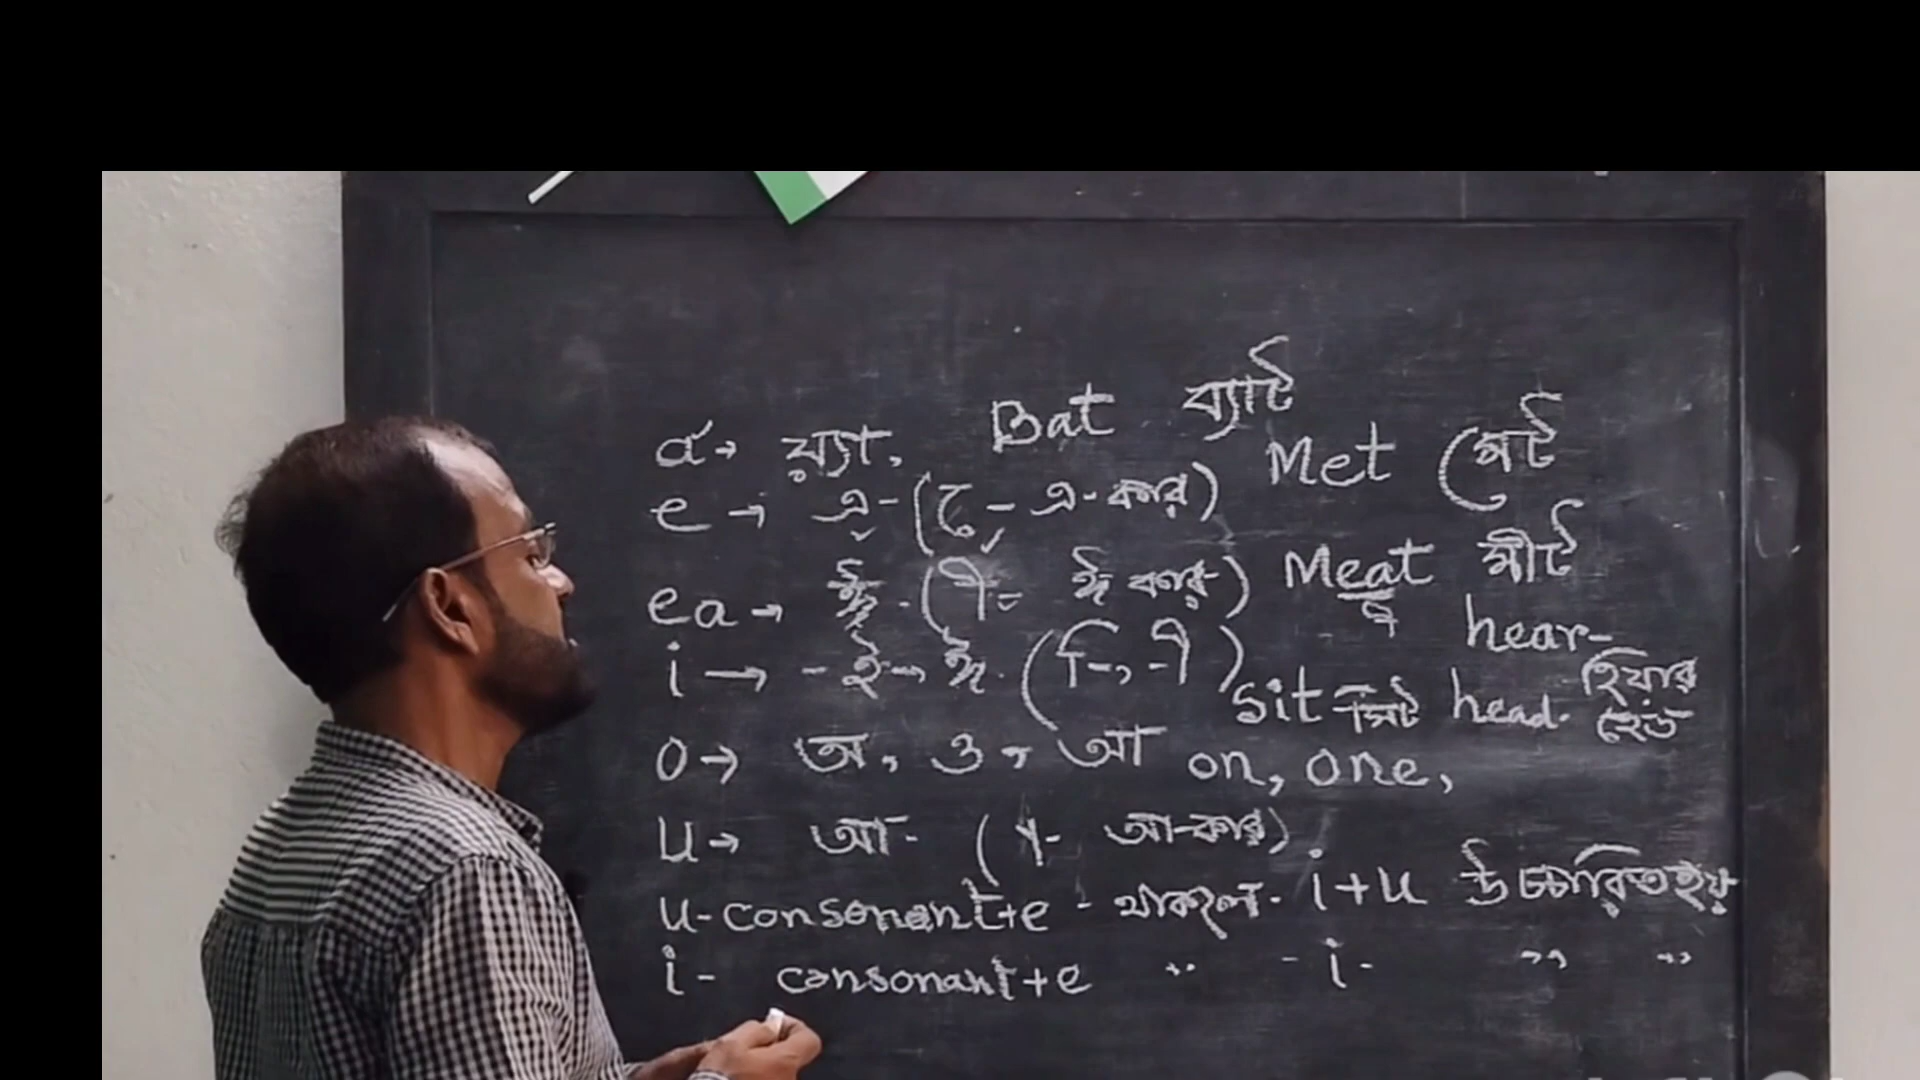 a → য়্যা, Bat ব্যাট
e → এ - (ে - এ-কার) Met মেট
ea → ঈ - (ী = ঈ কার) Meat মীট
hear - হিয়ার
i → - ই → ঈ. (ি -, - ী) sit = সিট head - হেড
o → অ, ও, আ on, one,
u → আ - (া - আ-কার)
u - consonant+e - থাকলে - i+u উচ্চারিত হয়
i - consonant+e " - i - " "